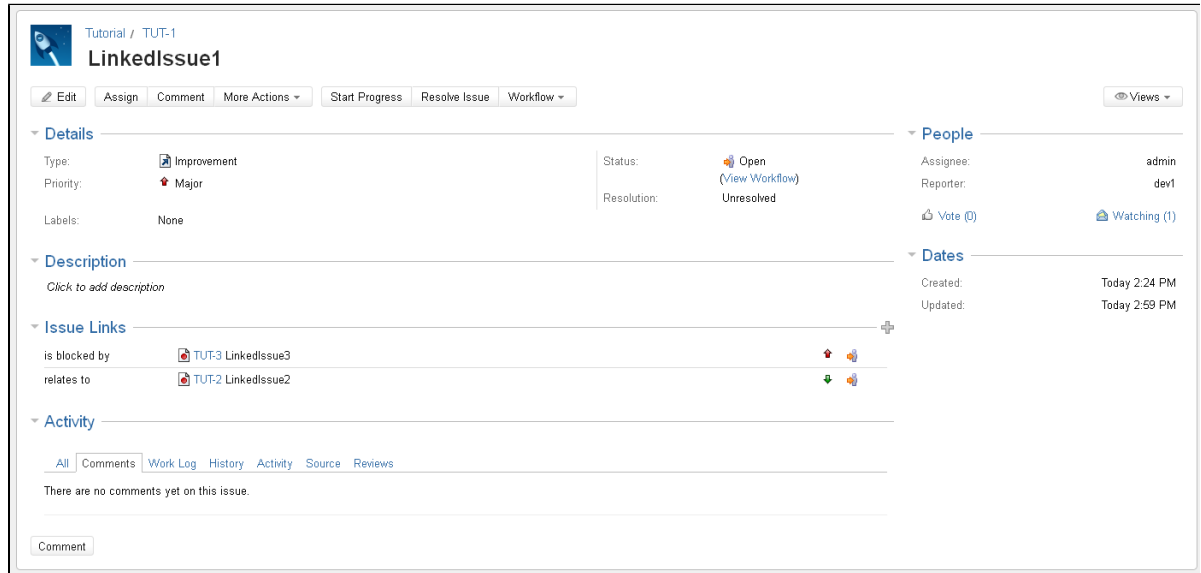 Tutorial / TUT-1
LinkedIssue1
Edit Assign Comment More Actions Start Progress Resolve Issue Workflow Views
Details
Type: Improvement
Priority: Major
Labels: None
Status: Open
(View Workflow)
Resolution: Unresolved
Description
Click to add description
Issue Links
is blocked by TUT-3 LinkedIssue3
relates to TUT-2 LinkedIssue2
Activity
All Comments Work Log History Activity Source Reviews
There are no comments yet on this issue.
Comment
People
Assignee: admin
Reporter: dev1
Vote (0) Watching (1)
Dates
Created: Today 2:24 PM
Updated: Today 2:59 PM